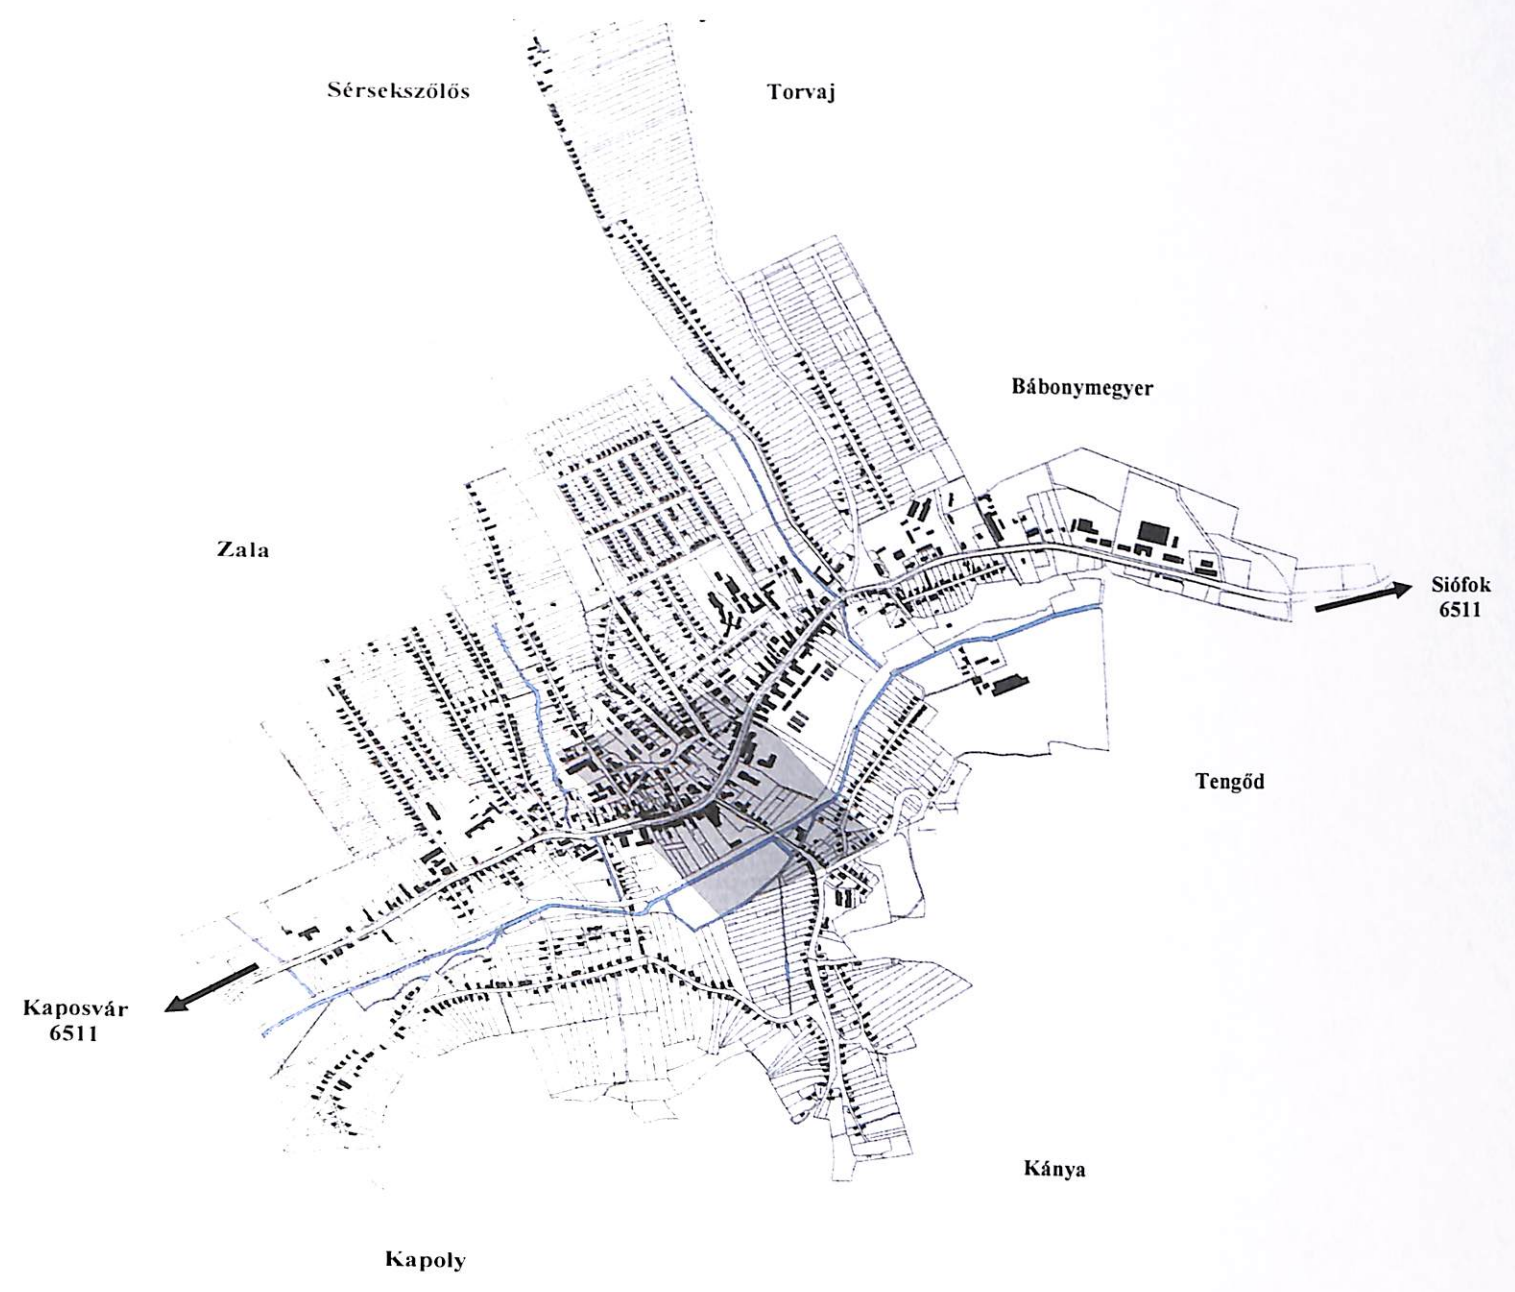 Sérsekszőlős
Torvaj
Bábonymegyer
Zala
Siófok
6511
Tengőd
Kaposvár
6511
Kánya
Kapoly